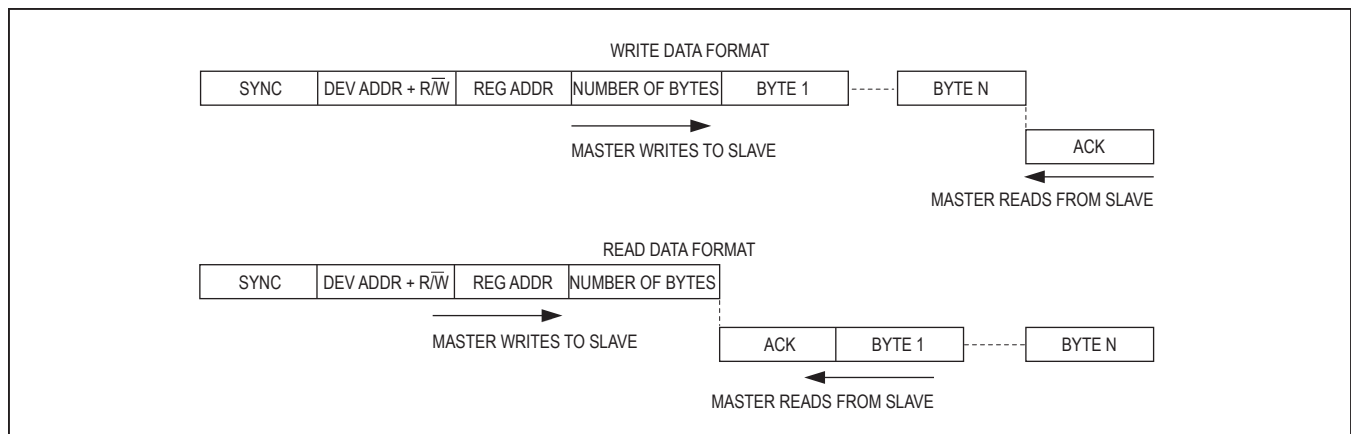 WRITE DATA FORMAT
SYNC DEV ADDR + R/W̅ REG ADDR NUMBER OF BYTES BYTE 1 BYTE N
MASTER WRITES TO SLAVE
ACK
MASTER READS FROM SLAVE
READ DATA FORMAT
SYNC DEV ADDR + R/W̅ REG ADDR NUMBER OF BYTES
MASTER WRITES TO SLAVE
ACK BYTE 1 BYTE N
MASTER READS FROM SLAVE